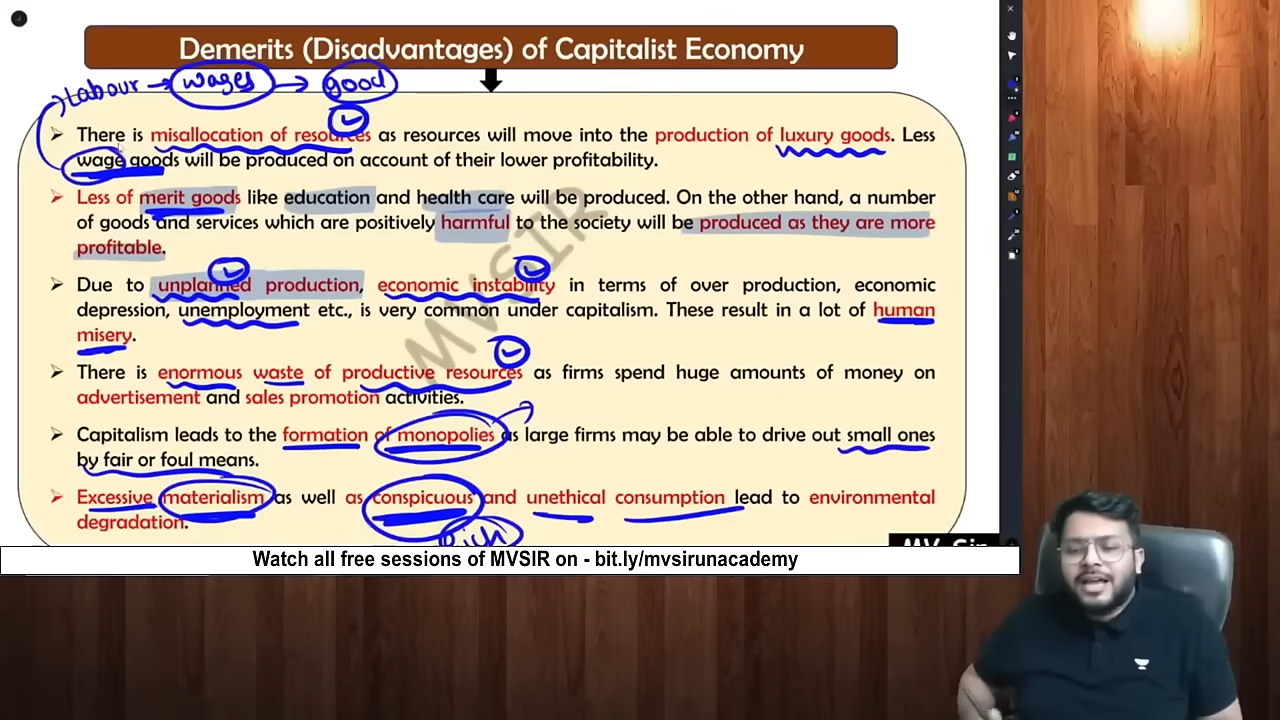 Demerits (Disadvantages) of Capitalist Economy
Labour → wages → good
There is misallocation of resources as resources will move into the production of luxury goods. Less
wage goods will be produced on account of their lower profitability.
Less of merit goods like education and health care will be produced. On the other hand, a number
of goods and services which are positively harmful to the society will be produced as they are more
profitable.
Due to unplanned production, economic instability in terms of over production, economic
depression, unemployment etc., is very common under capitalism. These result in a lot of human
misery.
There is enormous waste of productive resources as firms spend huge amounts of money on
advertisement and sales promotion activities.
Capitalism leads to the formation of monopolies as large firms may be able to drive out small ones
by fair or foul means.
Excessive materialism as well as conspicuous and unethical consumption lead to environmental
degradation.
Rich
MVSIR
MV Sir
Watch all free sessions of MVSIR on - bit.ly/mvsirunacademy